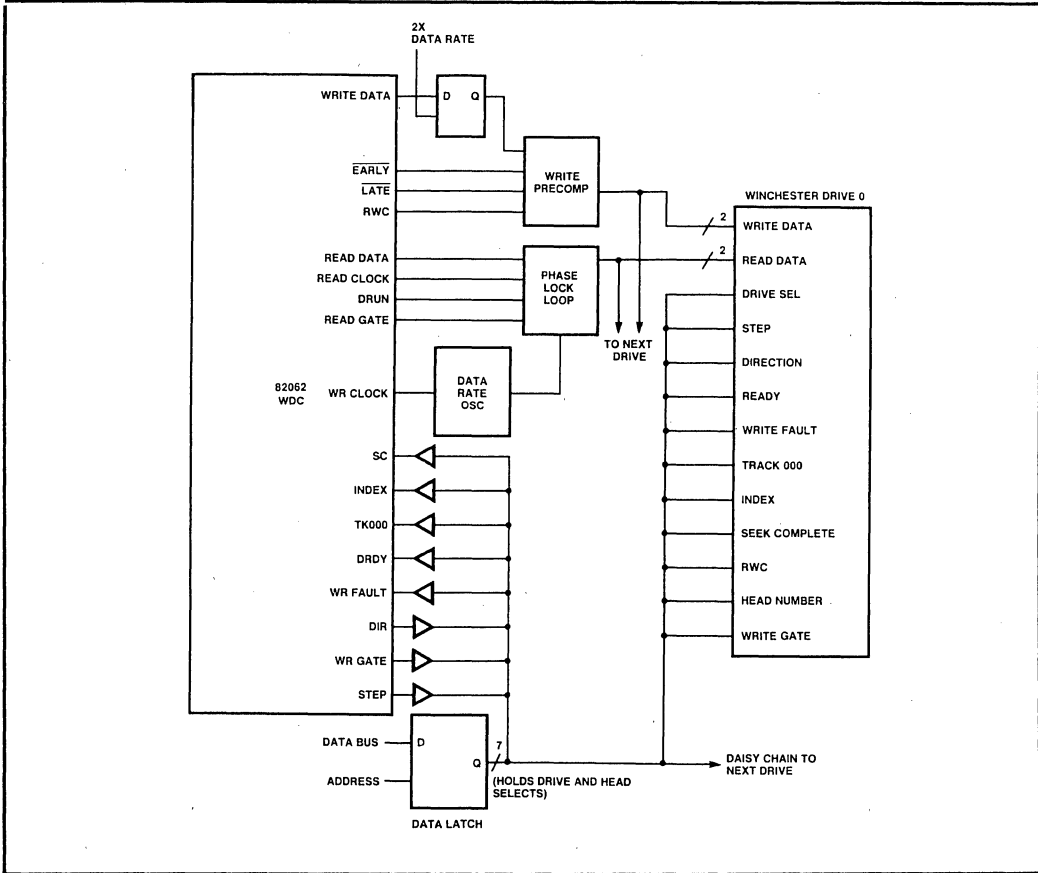 2X
DATA RATE
WRITE DATA
D Q
EARLY
LATE
RWC
WRITE
PRECOMP
READ DATA
READ CLOCK
DRUN
READ GATE
PHASE
LOCK
LOOP
TO NEXT
DRIVE
82062
WDC
WR CLOCK
DATA
RATE
OSC
SC
INDEX
TK000
DRDY
WR FAULT
DIR
WR GATE
STEP
DATA BUS
ADDRESS
D
Q
7
(HOLDS DRIVE AND HEAD
SELECTS)
DATA LATCH
WINCHESTER DRIVE 0
2
WRITE DATA
2
READ DATA
DRIVE SEL
STEP
DIRECTION
READY
WRITE FAULT
TRACK 000
INDEX
SEEK COMPLETE
RWC
HEAD NUMBER
WRITE GATE
DAISY CHAIN TO
NEXT DRIVE